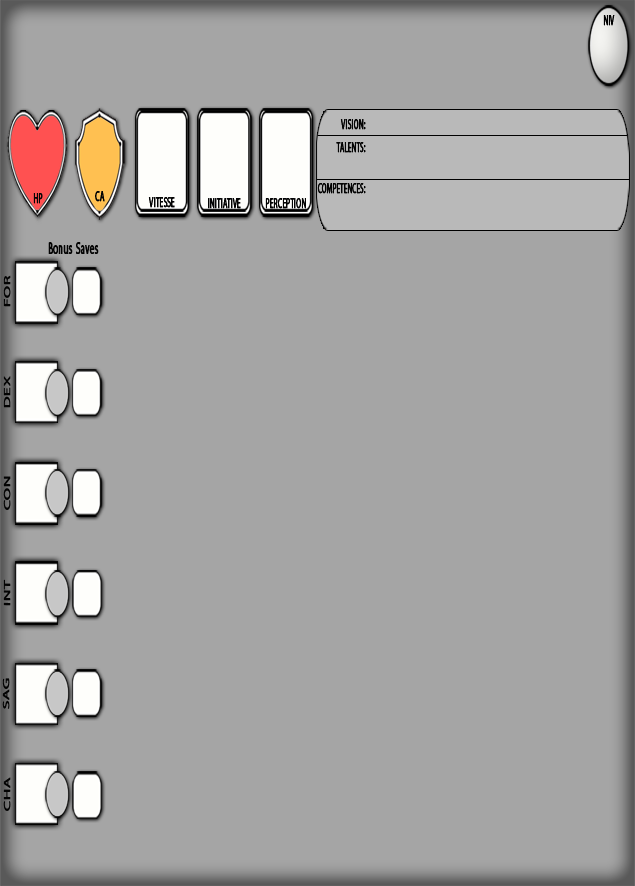 NIV
VISION:
TALENTS:
COMPETENCES:
HP
CA
VITESSE
INITIATIVE
PERCEPTION
Bonus Saves
FOR
DEX
CON
INT
SAG
CHA